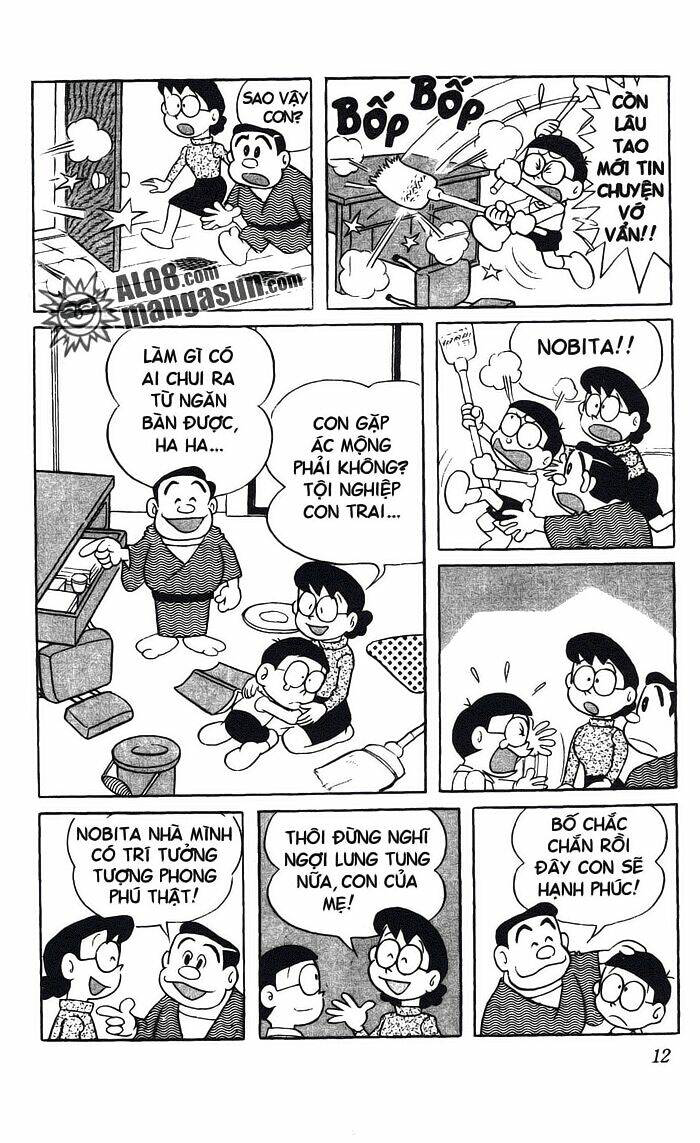 SAO VẬY
CON?
BỐP BỐP
CÒN
LÂU
TAO
MỚI TIN
CHUYỆN
VỚ
VẨN!!
AL08.com
mangasun.com
LÀM GÌ CÓ
AI CHUI RA
TỪ NGĂN
BÀN ĐƯỢC,
HA HA...
CON GẶP
ÁC MỘNG
PHẢI KHÔNG?
TỘI NGHIỆP
CON TRAI...
NOBITA!!
NOBITA NHÀ MÌNH
CÓ TRÍ TƯỞNG
TƯỢNG PHONG
PHÚ THẬT!
THÔI ĐỪNG NGHĨ
NGỢI LUNG TUNG
NỮA, CON CỦA
MẸ!
BỐ CHẮC
CHẮN RỒI
ĐÂY CON SẼ
HẠNH PHÚC!
12